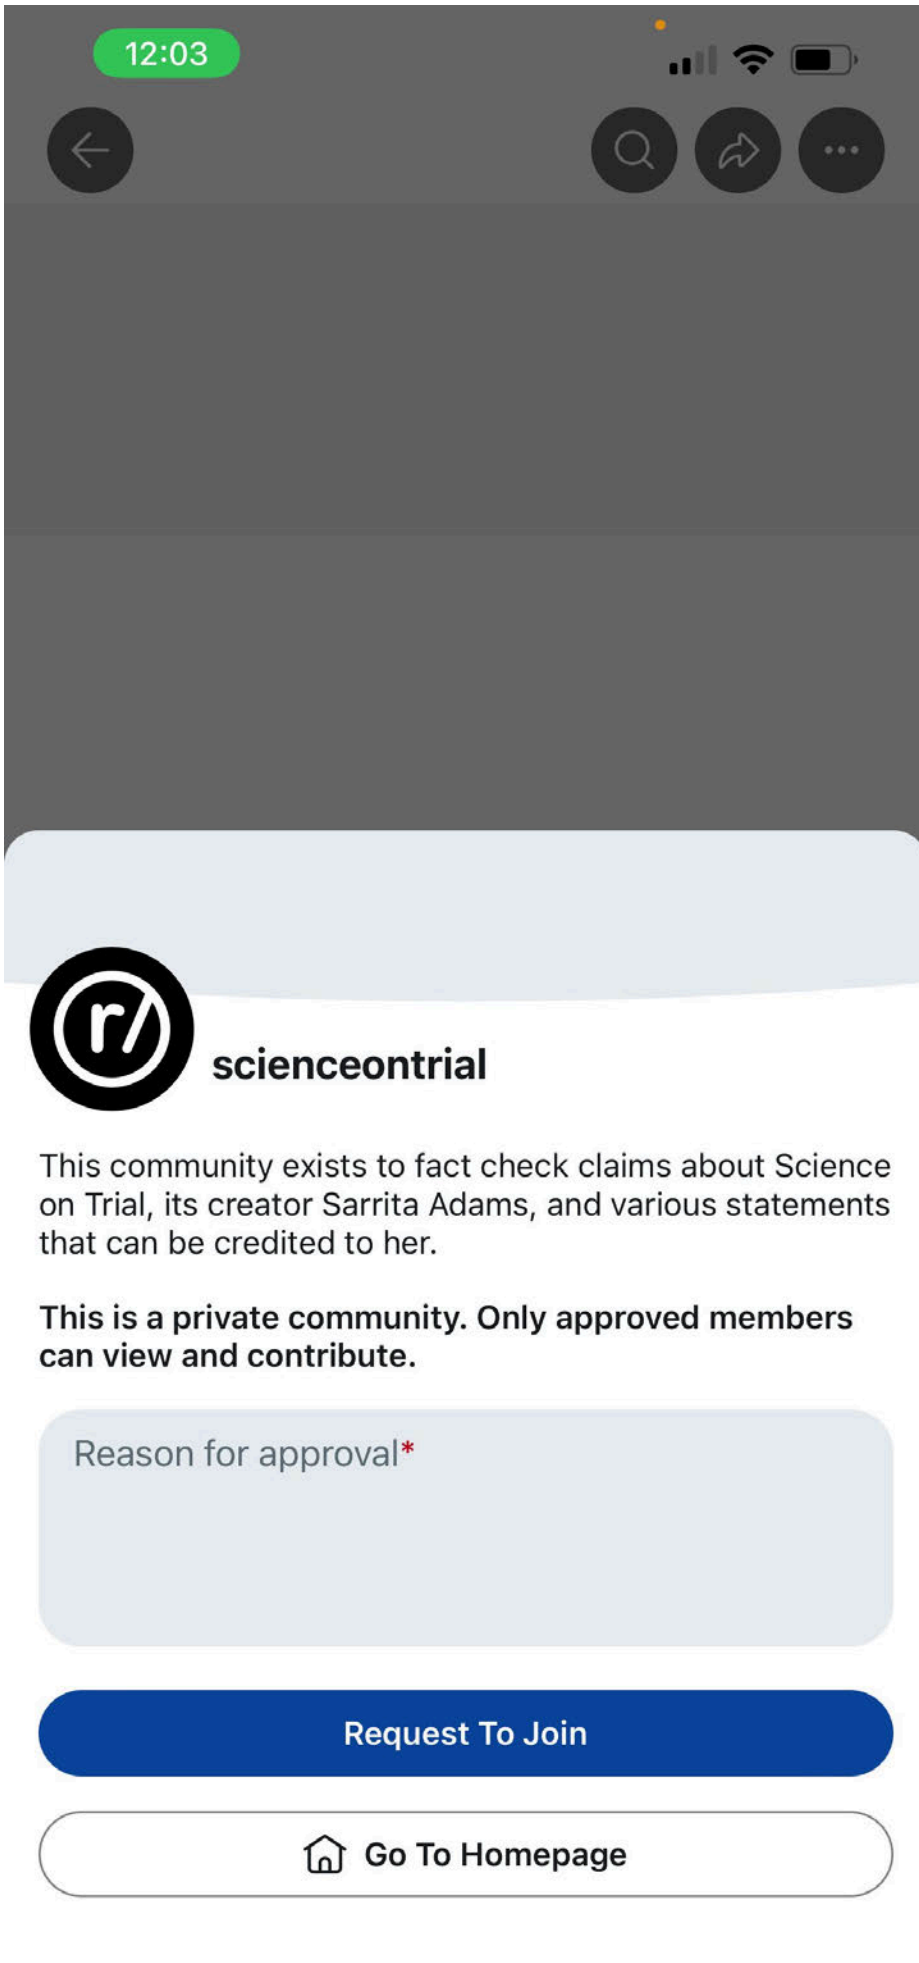 12:03
r/
scienceontrial
This community exists to fact check claims about Science
on Trial, its creator Sarrita Adams, and various statements
that can be credited to her.
This is a private community. Only approved members
can view and contribute.
Reason for approval*
Request To Join
Go To Homepage